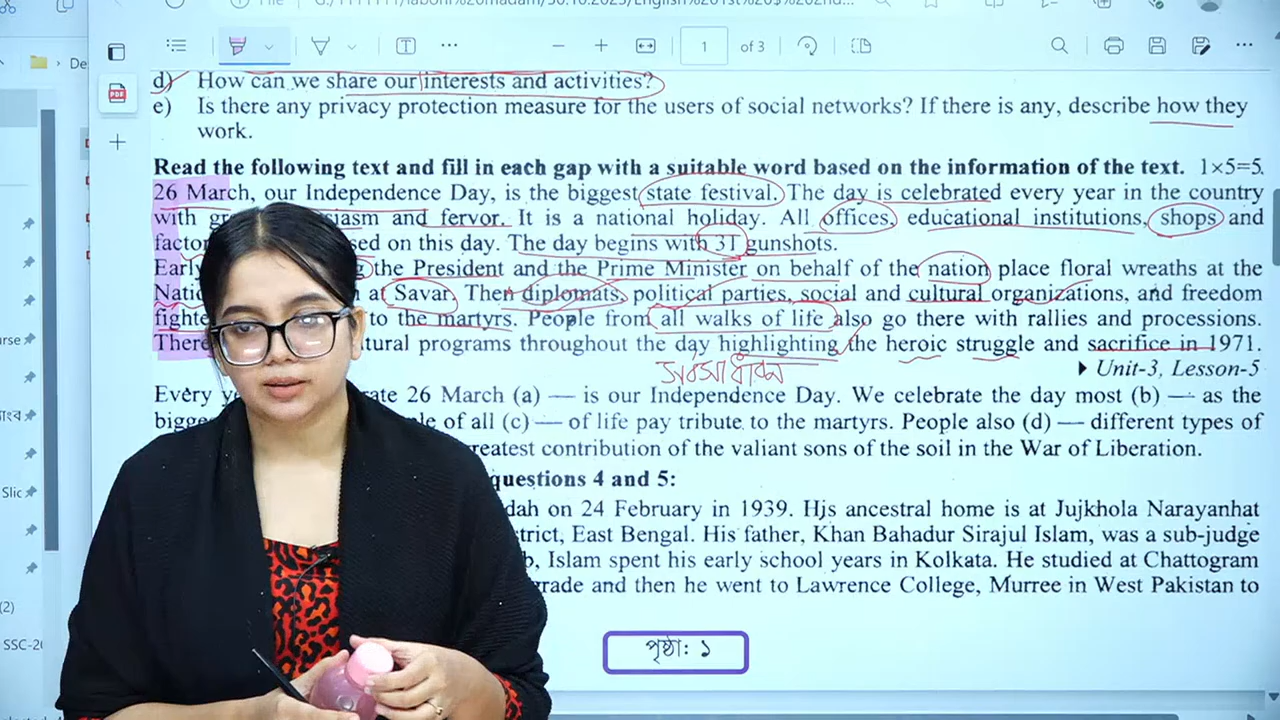 File
1 of 3
De
d) How can we share our interests and activities?
e) Is there any privacy protection measure for the users of social networks? If there is any, describe how they
work.
Read the following text and fill in each gap with a suitable word based on the information of the text. 1×5=5
26 March, our Independence Day, is the biggest state festival. The day is celebrated every year in the country
with and fervor. It is a national holiday. All offices, educational institutions, shops and
on this day. The day begins with 31 gunshots.
the President and the Prime Minister on behalf of the nation place floral wreaths at the
at Savar. Then diplomats, political parties, social and cultural organizations, and freedom
to the martyrs. People from all walks of life also go there with rallies and processions.
programs throughout the day highlighting the heroic struggle and sacrifice in 1971.
সর্বসাধারণ
Unit-3, Lesson-5
Every 26 March (a) — is our Independence Day. We celebrate the day most (b) — as the
of all (c) — of life pay tribute to the martyrs. People also (d) — different types of
contribution of the valiant sons of the soil in the War of Liberation.
questions 4 and 5:
on 24 February in 1939. His ancestral home is at Jujkhola Narayanhat
East Bengal. His father, Khan Bahadur Sirajul Islam, was a sub-judge
Islam spent his early school years in Kolkata. He studied at Chattogram
grade and then he went to Lawrence College, Murree in West Pakistan to
(2)
পৃষ্ঠা: ১